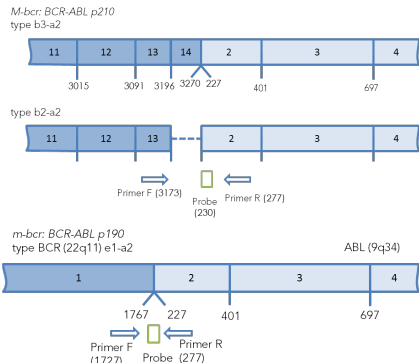 M-bcr: BCR-ABL p210
type b3-a2
11 12 13 14 2 3 4
3015 3091 3196 3270 227 401 697
type b2-a2
11 12 13 2 3 4
Primer F (3173) Probe (230) Primer R (277)
m-bcr: BCR-ABL p190
type BCR (22q11) e1-a2 ABL (9q34)
1 2 3 4
1767 227 401 697
Primer F (1727) Probe Primer R (277)